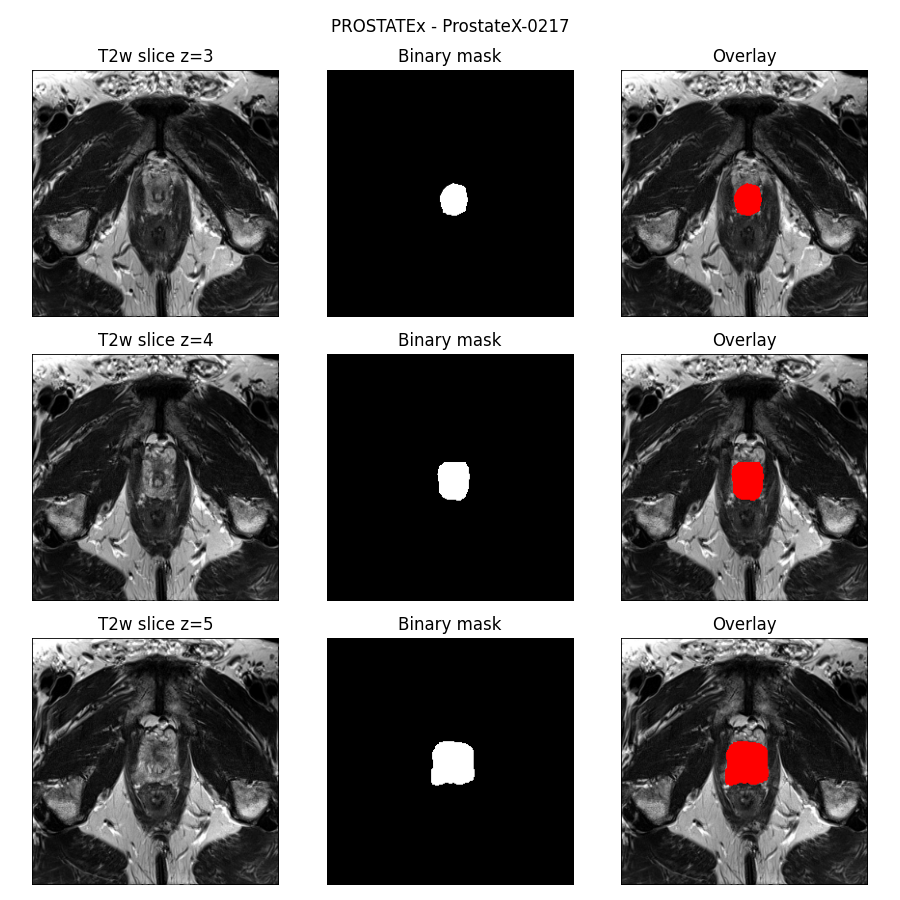 PROSTATEx - ProstateX-0217
T2w slice z=3
Binary mask
Overlay
T2w slice z=4
Binary mask
Overlay
T2w slice z=5
Binary mask
Overlay